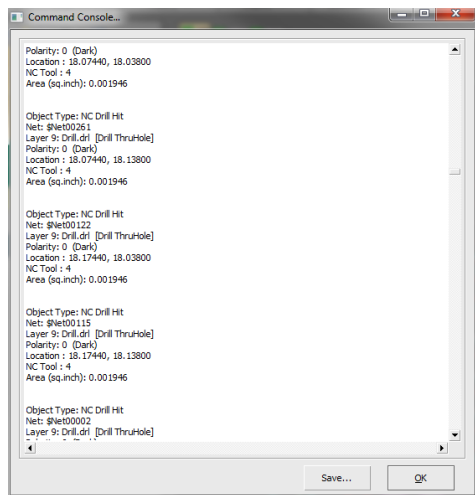 Command Console...
Polarity: 0 (Dark)
Location : 18.07440, 18.03800
NC Tool : 4
Area (sq.inch): 0.001946
Object Type: NC Drill Hit
Net: $Net00261
Layer 9: Drill.drl [Drill ThruHole]
Polarity: 0 (Dark)
Location : 18.07440, 18.13800
NC Tool : 4
Area (sq.inch): 0.001946
Object Type: NC Drill Hit
Net: $Net00122
Layer 9: Drill.drl [Drill ThruHole]
Polarity: 0 (Dark)
Location : 18.17440, 18.03800
NC Tool : 4
Area (sq.inch): 0.001946
Object Type: NC Drill Hit
Net: $Net00115
Layer 9: Drill.drl [Drill ThruHole]
Polarity: 0 (Dark)
Location : 18.17440, 18.13800
NC Tool : 4
Area (sq.inch): 0.001946
Object Type: NC Drill Hit
Net: $Net00002
Layer 9: Drill.drl [Drill ThruHole]
Save... OK